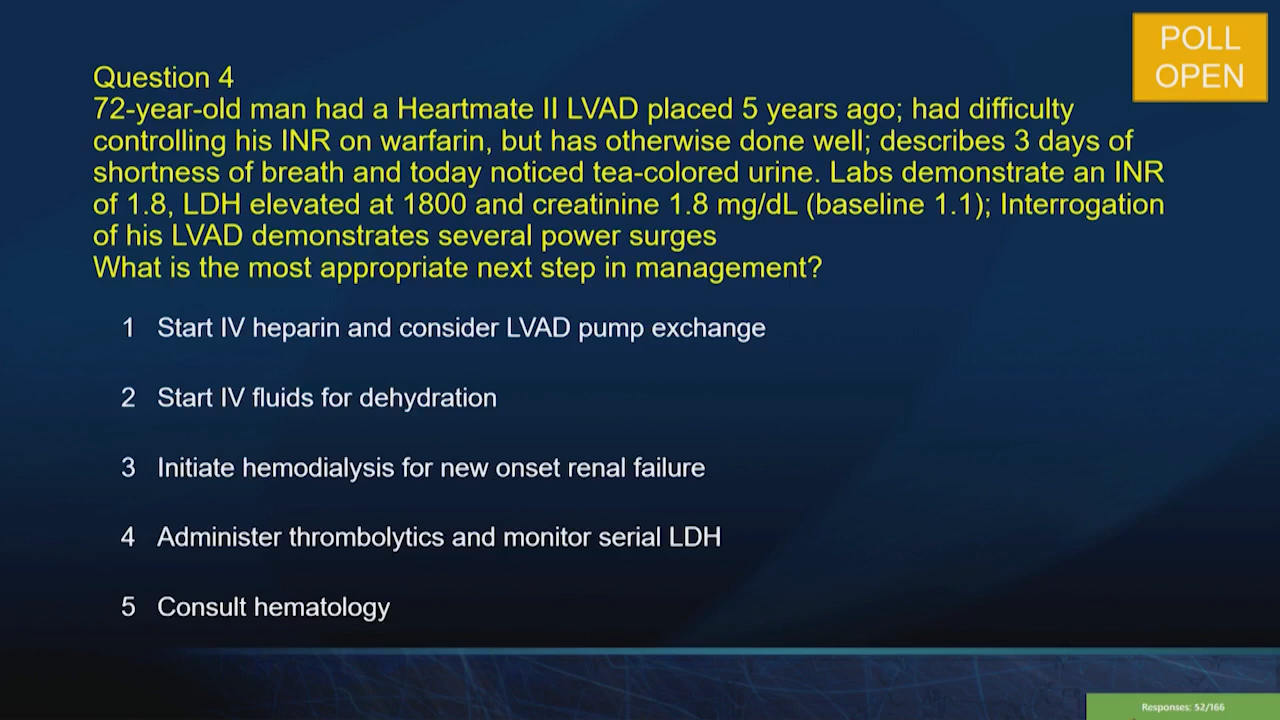 POLL
OPEN
Question 4
72-year-old man had a Heartmate II LVAD placed 5 years ago; had difficulty
controlling his INR on warfarin, but has otherwise done well; describes 3 days of
shortness of breath and today noticed tea-colored urine. Labs demonstrate an INR
of 1.8, LDH elevated at 1800 and creatinine 1.8 mg/dL (baseline 1.1); Interrogation
of his LVAD demonstrates several power surges
What is the most appropriate next step in management?
1 Start IV heparin and consider LVAD pump exchange
2 Start IV fluids for dehydration
3 Initiate hemodialysis for new onset renal failure
4 Administer thrombolytics and monitor serial LDH
5 Consult hematology
Responses: 52/166